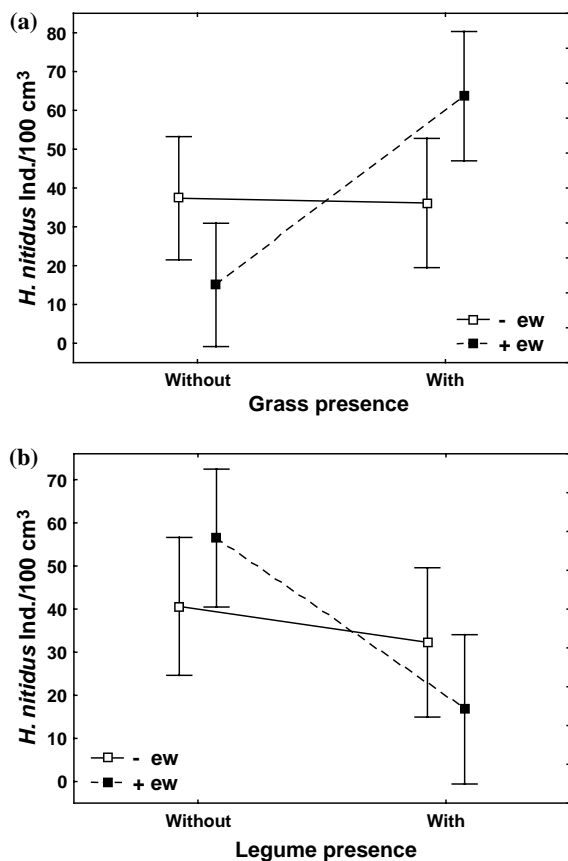 (a)
80
70
60
50
40
30
20
10
0
H. nitidus Ind./100 cm³
- ew
+ ew
Without
With
Grass presence
(b)
70
60
50
40
30
20
10
0
H. nitidus Ind./100 cm³
- ew
+ ew
Without
With
Legume presence